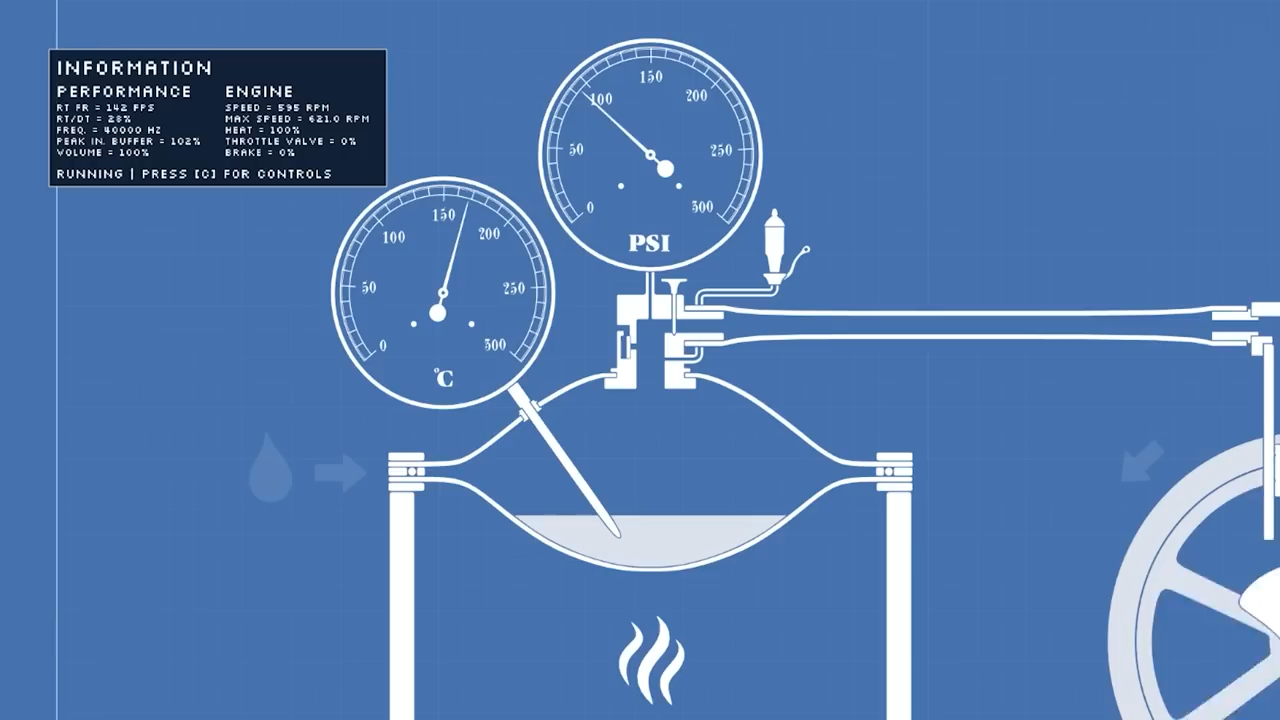 INFORMATION
PERFORMANCE ENGINE
RT FR = 142 FPS SPEED = 595 RPM
RT/DT = 28% MAX SPEED = 621.0 RPM
FREQ. = 40000 HZ HEAT = 100%
PEAK IN. BUFFER = 102% THROTTLE VALVE = 0%
VOLUME = 100% BRAKE = 0%
RUNNING | PRESS [C] FOR CONTROLS
0
50
100
150
200
250
300
PSI
0
50
100
150
200
250
300
°C